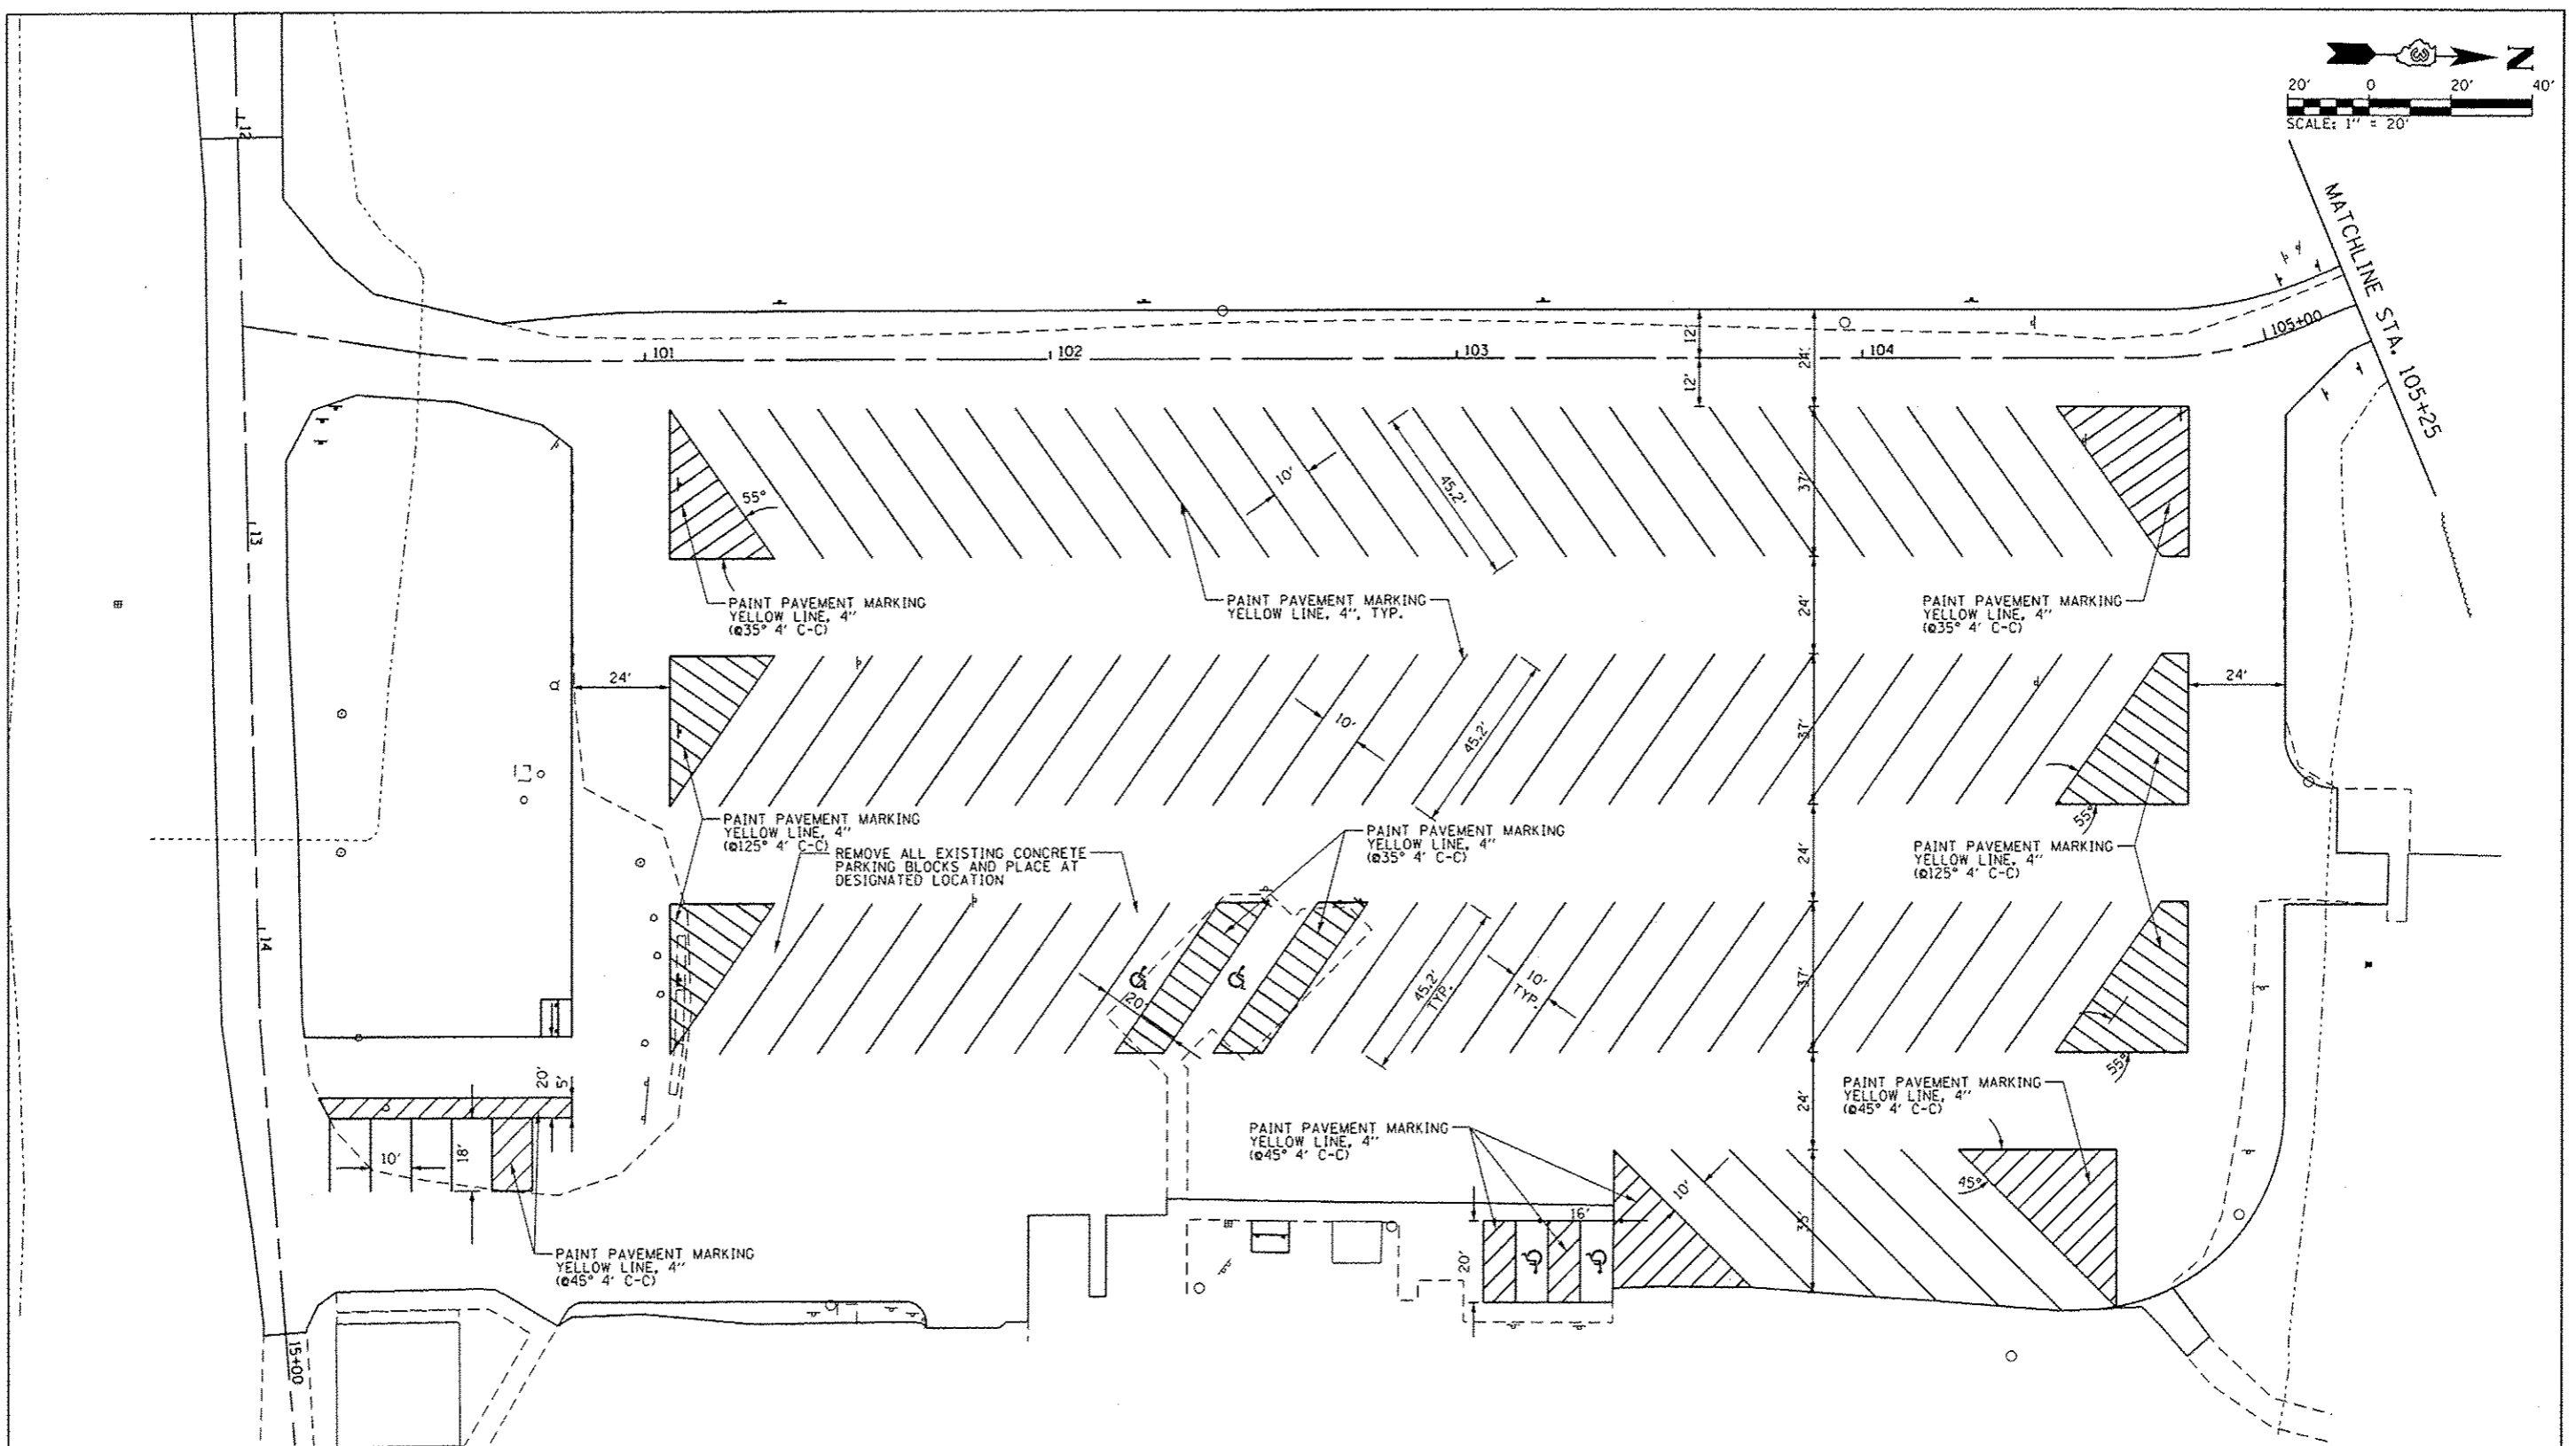 N
20' 0 20' 40'
SCALE: 1" = 20'
MATCHLINE STA. 105+25
12
13
14
15+00
101
102
103
104
105+00
12'
12'
24'
37'
24'
37'
24'
37'
24'
35'
55°
10'
45.2'
PAINT PAVEMENT MARKING
YELLOW LINE, 4"
(@35° 4' C-C)
PAINT PAVEMENT MARKING
YELLOW LINE, 4", TYP.
PAINT PAVEMENT MARKING
YELLOW LINE, 4"
(@35° 4' C-C)
24'
10'
45.2'
24'
55°
PAINT PAVEMENT MARKING
YELLOW LINE, 4"
(@125° 4' C-C)
REMOVE ALL EXISTING CONCRETE
PARKING BLOCKS AND PLACE AT
DESIGNATED LOCATION
PAINT PAVEMENT MARKING
YELLOW LINE, 4"
(@35° 4' C-C)
PAINT PAVEMENT MARKING
YELLOW LINE, 4"
(@125° 4' C-C)
20'
45.2'
TYP.
10'
TYP.
55°
20'
5'
10'
18'
PAINT PAVEMENT MARKING
YELLOW LINE, 4"
(@45° 4' C-C)
PAINT PAVEMENT MARKING
YELLOW LINE, 4"
(@45° 4' C-C)
PAINT PAVEMENT MARKING
YELLOW LINE, 4"
(@45° 4' C-C)
45°
10'
16'
20'